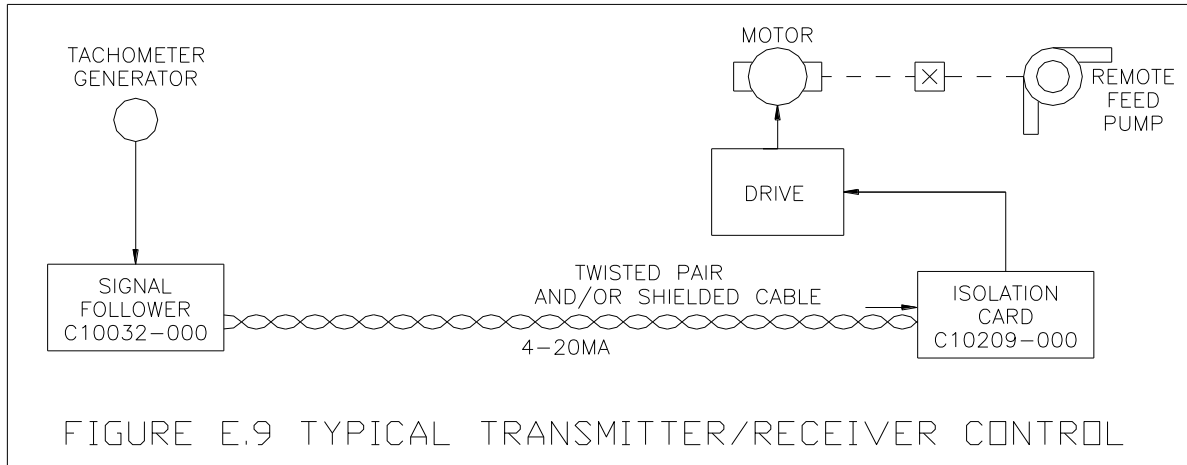 TACHOMETER
GENERATOR
MOTOR
REMOTE
FEED
PUMP
DRIVE
SIGNAL
FOLLOWER
C10032-000
TWISTED PAIR
AND/OR SHIELDED CABLE
4-20MA
ISOLATION
CARD
C10209-000
FIGURE E.9 TYPICAL TRANSMITTER/RECEIVER CONTROL